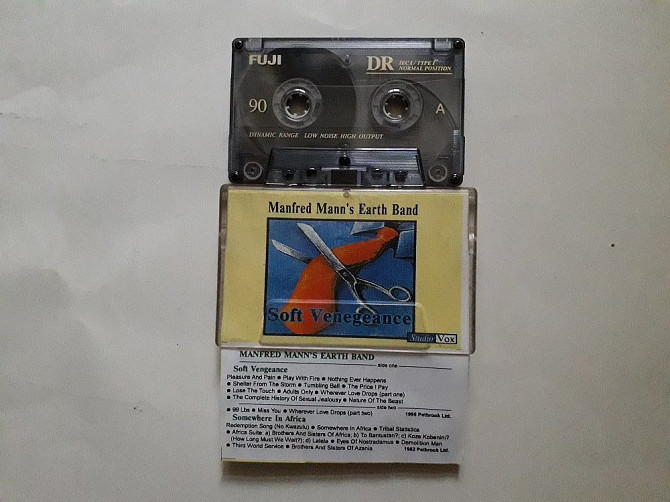 FUJI
DR IEC I / TYPE I
NORMAL POSITION
90
A
DYNAMIC RANGE LOW NOISE HIGH OUTPUT
Manfred Mann's Earth Band
Soft Venegeance
Studio Vox
MANFRED MANN'S EARTH BAND
side one
Soft Vengeance
Pleasure And Pain ● Play With Fire ● Nothing Ever Happens
● Shelter From The Storm ● Tumbling Ball ● The Price I Pay
● Lose The Touch ● Adults Only ● Wherever Love Drops (part one)
● The Complete History Of Sexual Jealousy ● Nature Of The Beast
side two
● 99 Lbs ● Miss You ● Wherever Love Drops (part two) 1996 Petbrook Ltd.
Somewhere In Africa
Redemption Song (No Kwazulu) ● Somewhere In Africa ● Tribal Statistics
● Africa Suite: a) Brothers And Sisters Of Africa; b) To Bantustan?; c) Koze Kobenini?
(How Long Must We Wait?); d) Lalela ● Eyes Of Nostradamus ● Demolition Man
● Third World Service ● Brothers And Sisters Of Azania 1982 Petbrook Ltd.